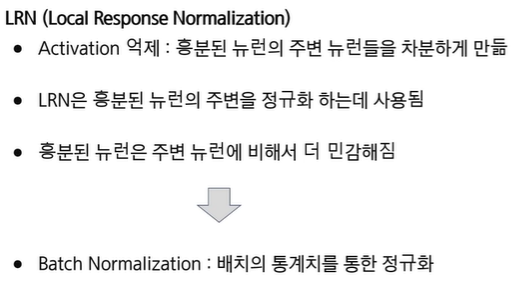 LRN (Local Response Normalization)
• Activation 억제 : 흥분된 뉴런의 주변 뉴런들을 차분하게 만듦
• LRN은 흥분된 뉴런의 주변을 정규화 하는데 사용됨
• 흥분된 뉴런은 주변 뉴런에 비해서 더 민감해짐
• Batch Normalization : 배치의 통계치를 통한 정규화